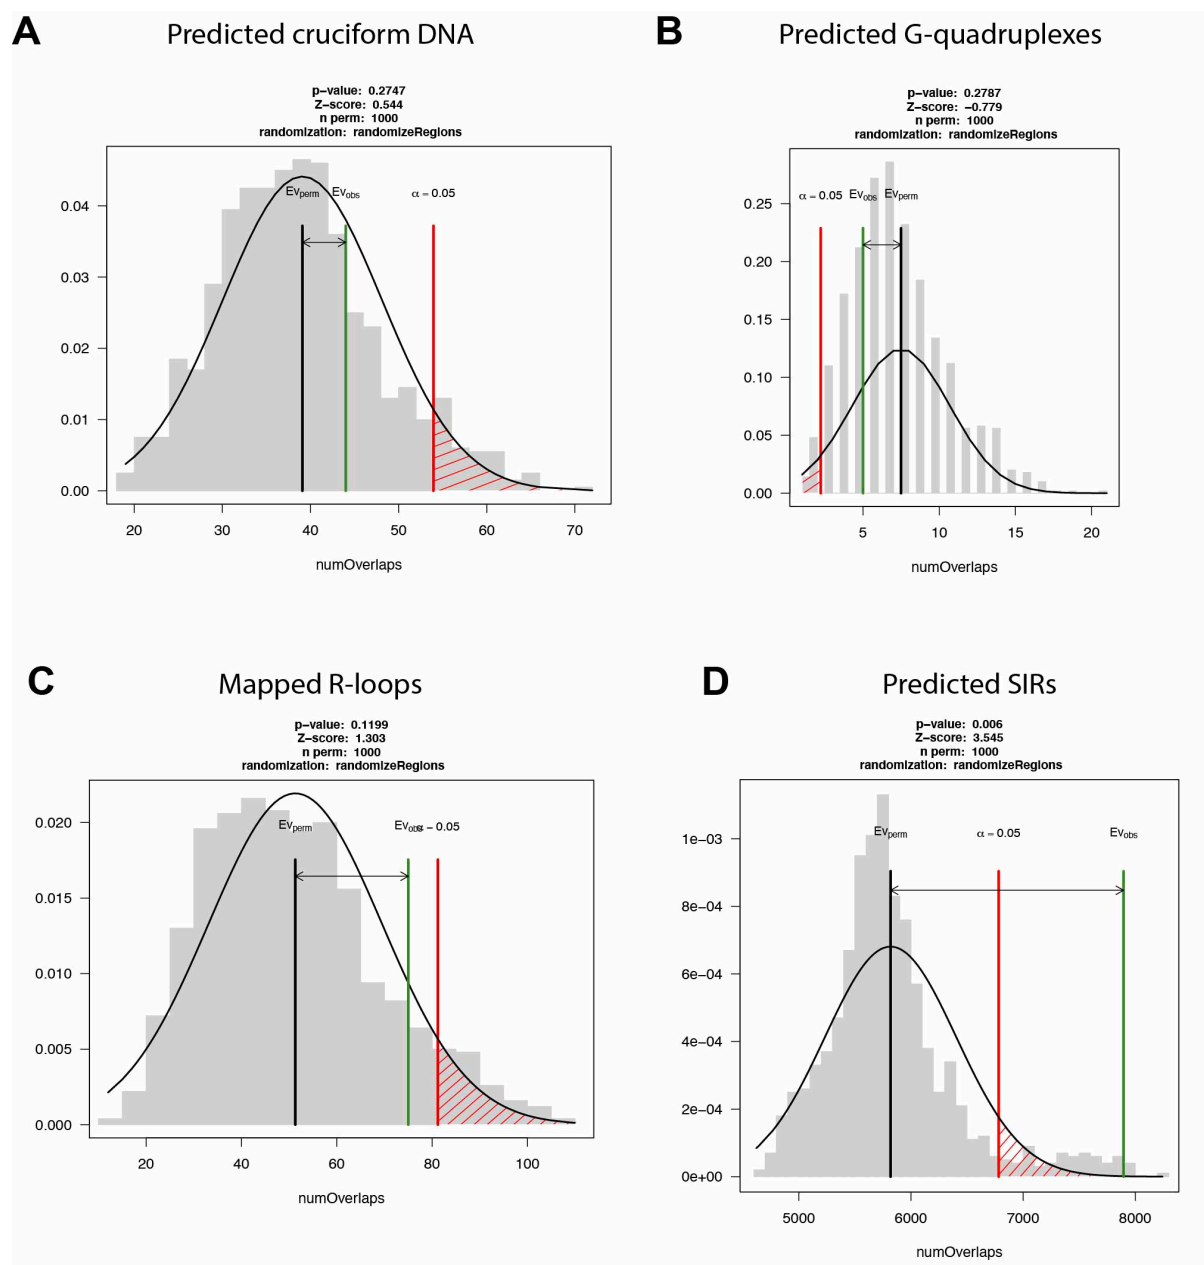 A
Predicted cruciform DNA
p-value: 0.2747
Z-score: 0.544
n perm: 1000
randomization: randomizeRegions
Evperm
Evobs
α = 0.05
0.04
0.03
0.02
0.01
0.00
20 30 40 50 60 70
numOverlaps
B
Predicted G-quadruplexes
p-value: 0.2787
Z-score: -0.779
n perm: 1000
randomization: randomizeRegions
α = 0.05
Evobs
Evperm
0.25
0.20
0.15
0.10
0.05
0.00
5 10 15 20
numOverlaps
C
Mapped R-loops
p-value: 0.1199
Z-score: 1.303
n perm: 1000
randomization: randomizeRegions
Evperm
Evobs
α = 0.05
0.020
0.015
0.010
0.005
0.000
20 40 60 80 100
numOverlaps
D
Predicted SIRs
p-value: 0.006
Z-score: 3.545
n perm: 1000
randomization: randomizeRegions
Evperm
α = 0.05
Evobs
1e-03
8e-04
6e-04
4e-04
2e-04
0e+00
5000 6000 7000 8000
numOverlaps